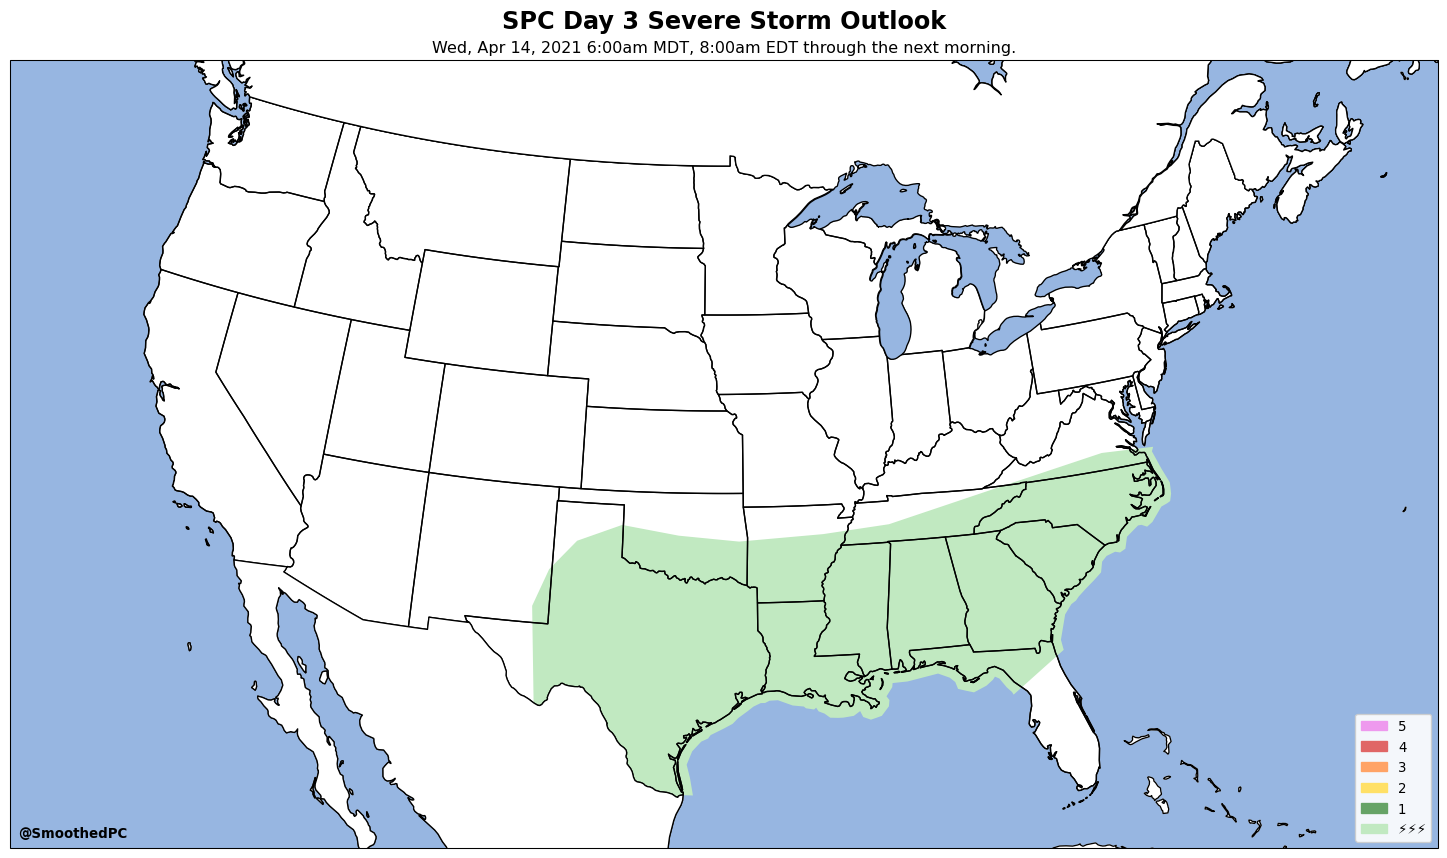 SPC Day 3 Severe Storm Outlook
Wed, Apr 14, 2021 6:00am MDT, 8:00am EDT through the next morning.
5
4
3
2
1
⚡⚡⚡
@SmoothedPC